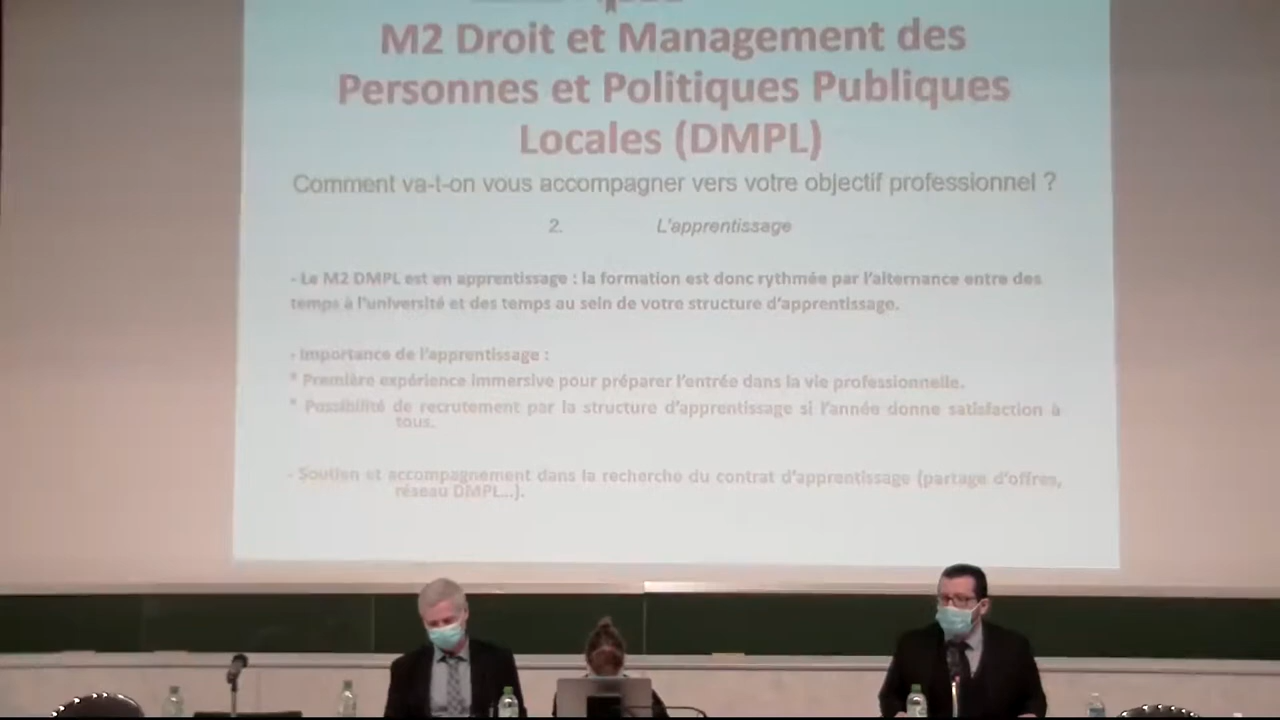 M2 Droit et Management des
Personnes et Politiques Publiques
Locales (DMPL)
Comment va-t-on vous accompagner vers votre objectif professionnel ?
2. L'apprentissage
- Le M2 DMPL est en apprentissage : la formation est donc rythmée par l'alternance entre des
temps à l'université et des temps au sein de votre structure d'apprentissage.
- Importance de l'apprentissage :
* Première expérience immersive pour préparer l'entrée dans la vie professionnelle.
* Possibilité de recrutement par la structure d'apprentissage si l'année donne satisfaction à
tous.
- Soutien et accompagnement dans la recherche du contrat d'apprentissage (partage d'offres,
réseau DMPL...).